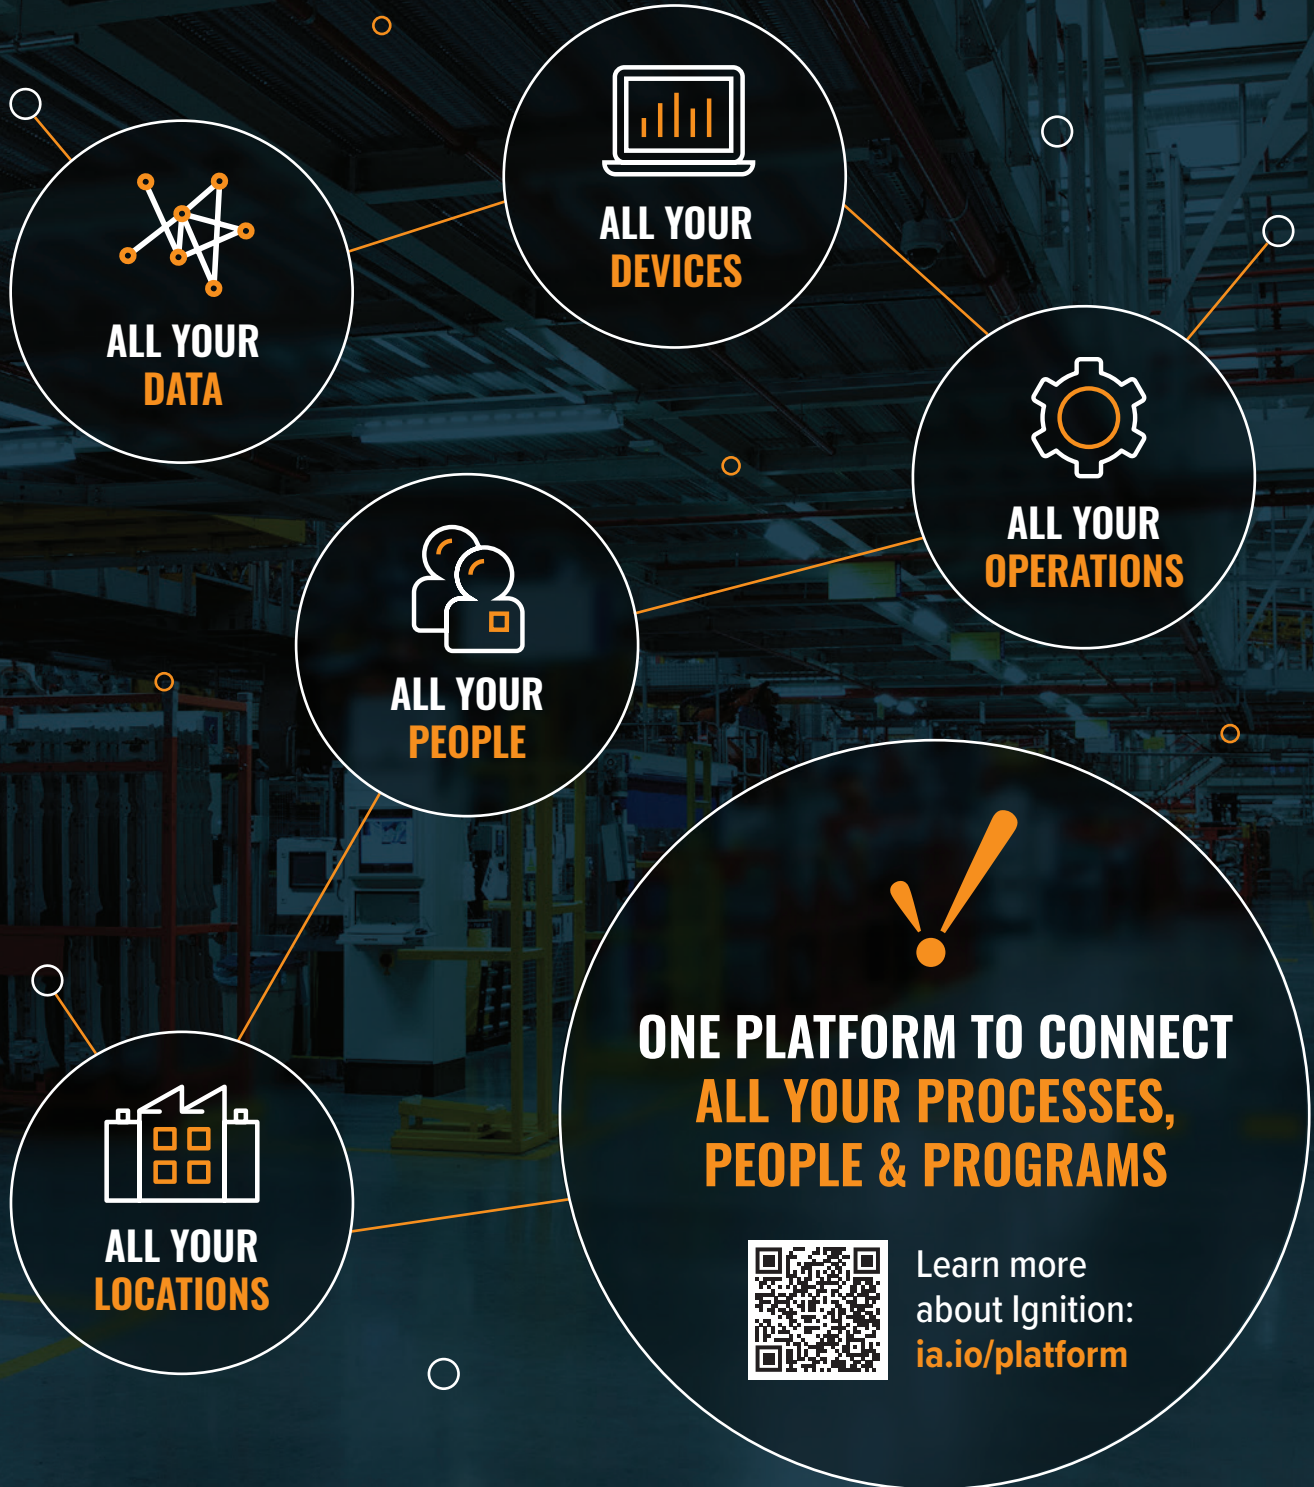 ALL YOUR
DATA
ALL YOUR
DEVICES
ALL YOUR
OPERATIONS
ALL YOUR
PEOPLE
ALL YOUR
LOCATIONS
ONE PLATFORM TO CONNECT
ALL YOUR PROCESSES,
PEOPLE & PROGRAMS
Learn more
about Ignition:
ia.io/platform